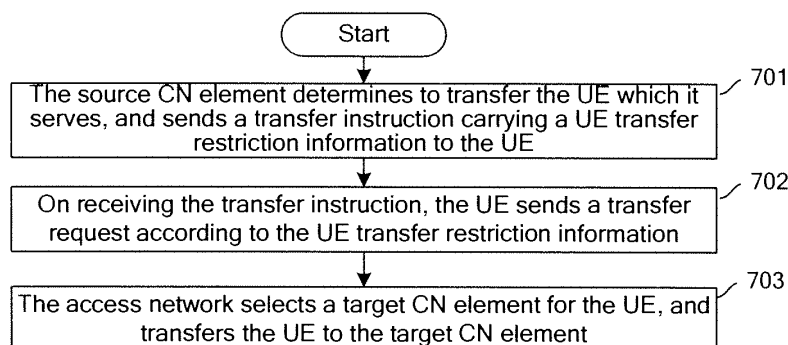 Start
701
The source CN element determines to transfer the UE which it
serves, and sends a transfer instruction carrying a UE transfer
restriction information to the UE
702
On receiving the transfer instruction, the UE sends a transfer
request according to the UE transfer restriction information
703
The access network selects a target CN element for the UE, and
transfers the UE to the target CN element